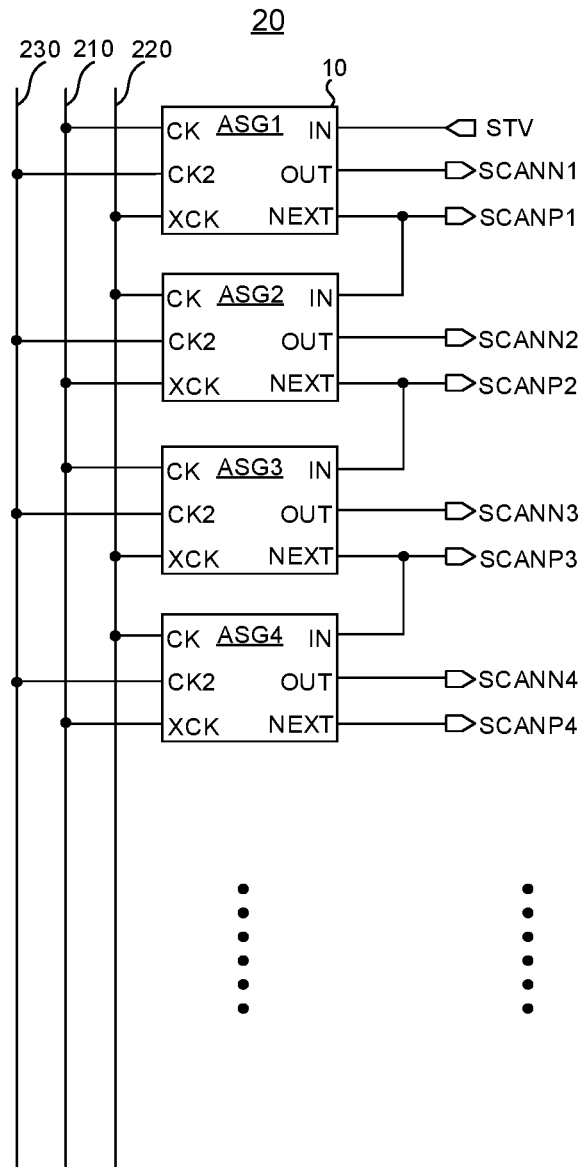 20
230 210 220
10
CK ASG1 IN STV
CK2 OUT SCANN1
XCK NEXT SCANP1
CK ASG2 IN
CK2 OUT SCANN2
XCK NEXT SCANP2
CK ASG3 IN
CK2 OUT SCANN3
XCK NEXT SCANP3
CK ASG4 IN
CK2 OUT SCANN4
XCK NEXT SCANP4